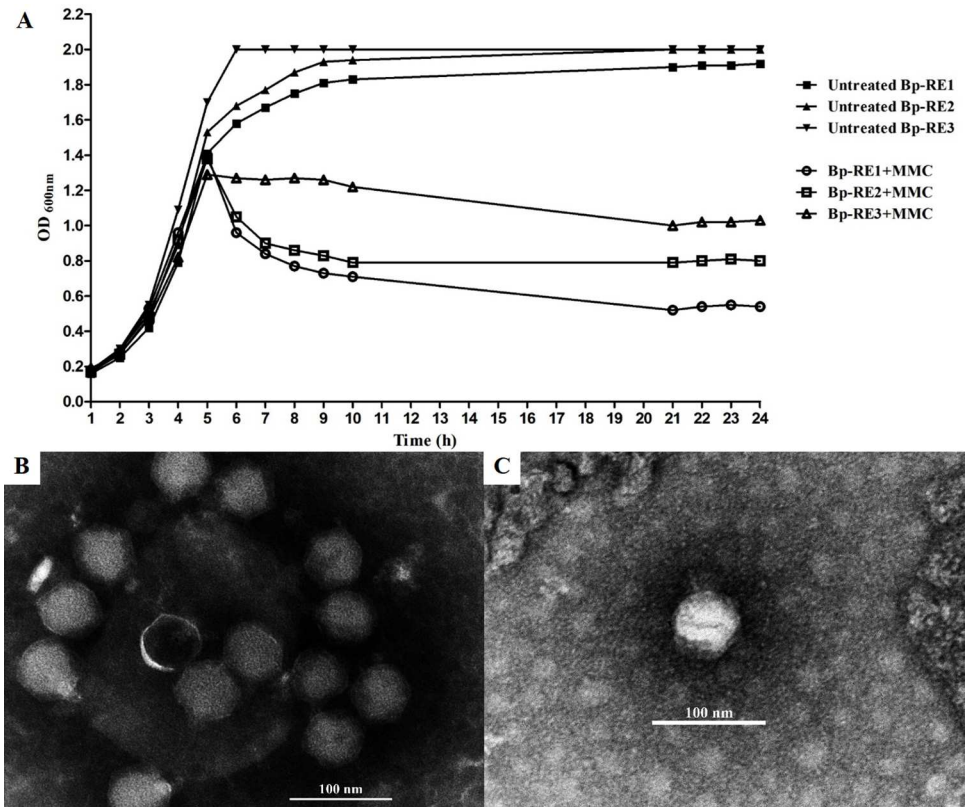 A
2.0
1.8
1.6
1.4
1.2
1.0
0.8
0.6
0.4
0.2
0.0
OD 600nm
1 2 3 4 5 6 7 8 9 10 11 12 13 14 15 16 17 18 19 20 21 22 23 24
Time (h)
Untreated Bp-RE1
Untreated Bp-RE2
Untreated Bp-RE3
Bp-RE1+MMC
Bp-RE2+MMC
Bp-RE3+MMC
B
100 nm
C
100 nm